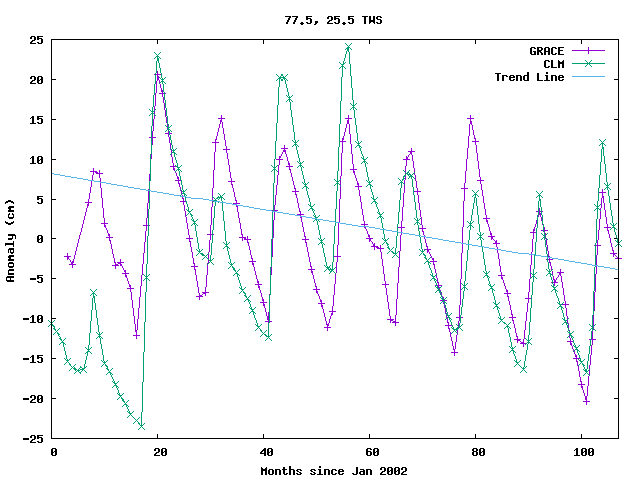 77.5, 25.5 TWS
GRACE
CLM
Trend Line
25
20
15
10
5
0
-5
-10
-15
-20
-25
Anomaly (cm)
0 20 40 60 80 100
Months since Jan 2002